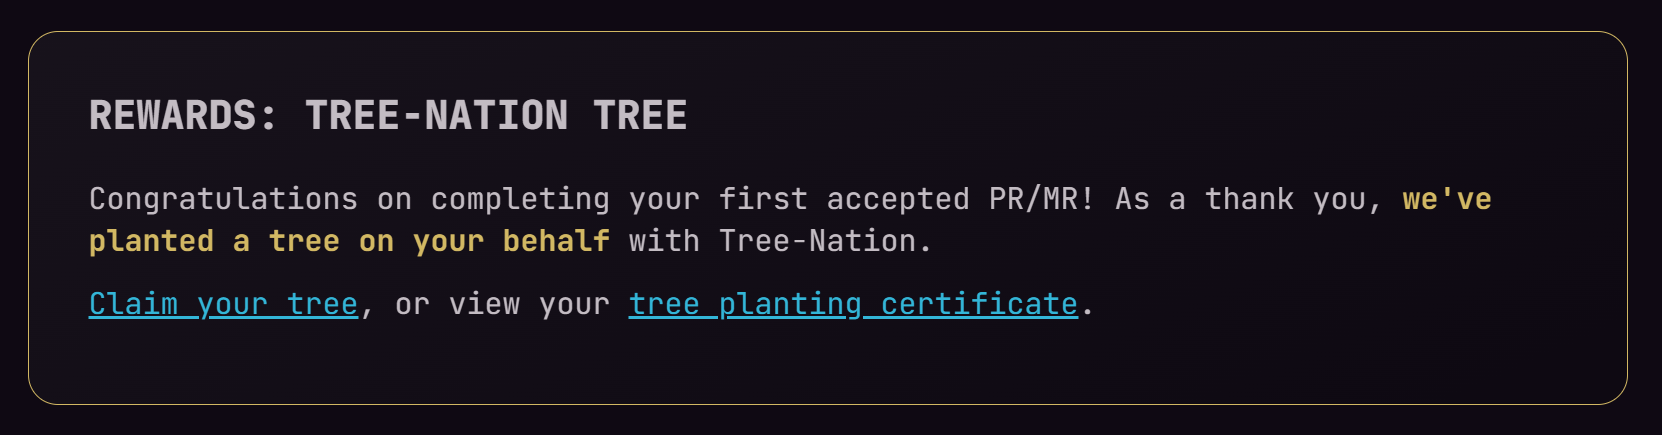 REWARDS: TREE-NATION TREE
Congratulations on completing your first accepted PR/MR! As a thank you, we've
planted a tree on your behalf with Tree-Nation.
Claim your tree, or view your tree planting certificate.